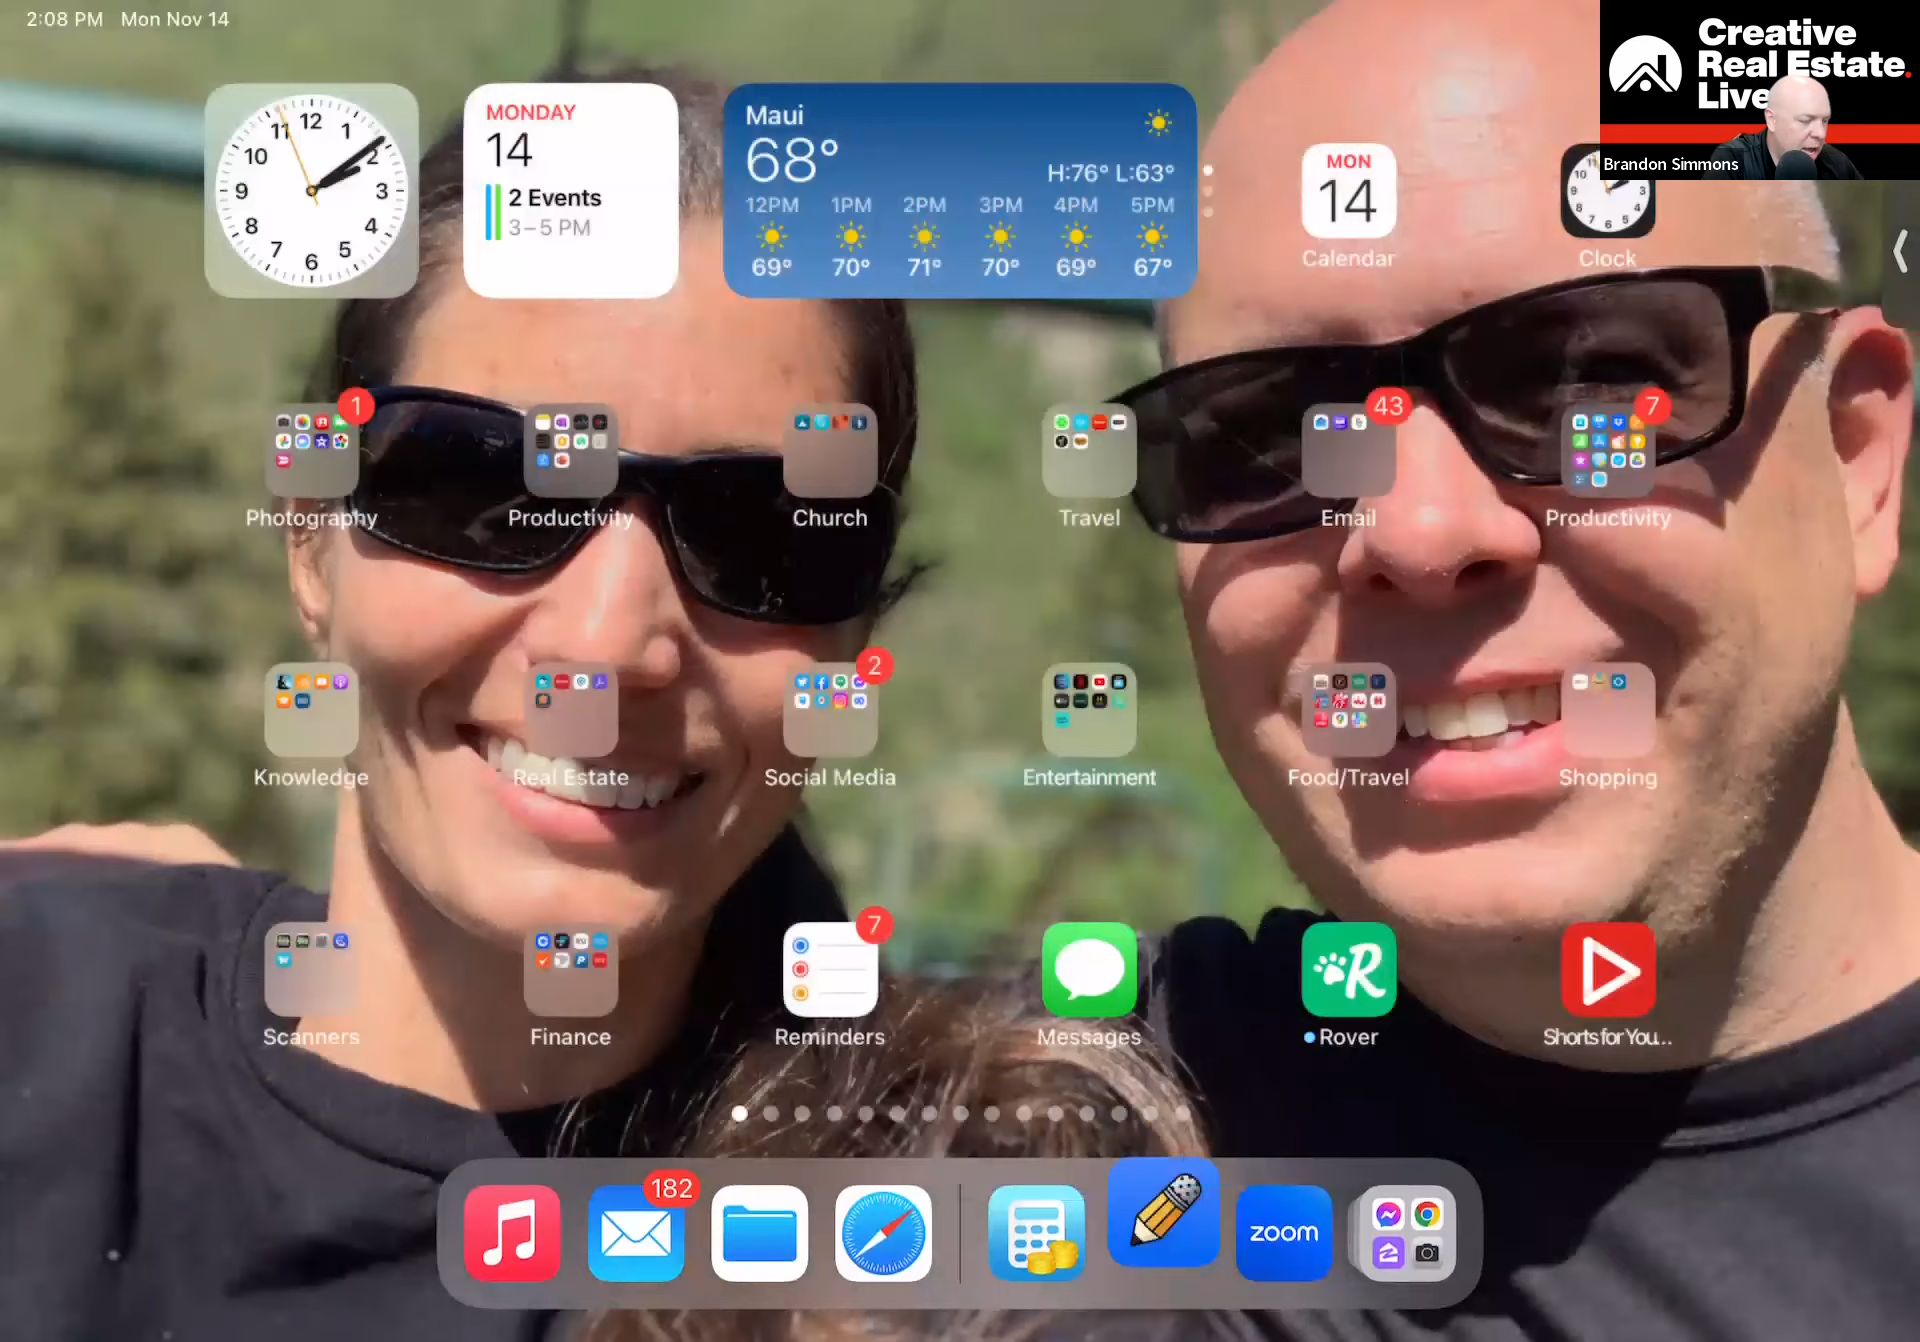 2:08 PM Mon Nov 14
Creative
Real Estate.
Live
Brandon Simmons
12
1
2
3
4
5
6
7
8
9
10
11
MONDAY
14
2 Events
3–5 PM
Maui
68°
H:76° L:63°
12PM 1PM 2PM 3PM 4PM 5PM
69° 70° 71° 70° 69° 67°
MON
14
Calendar
Clock
1
43
7
Photography
Productivity
Church
Travel
Email
Productivity
2
Knowledge
Real Estate
Social Media
Entertainment
Food/Travel
Shopping
7
R
Scanners
Finance
Reminders
Messages
Rover
Shorts for You...
182
zoom